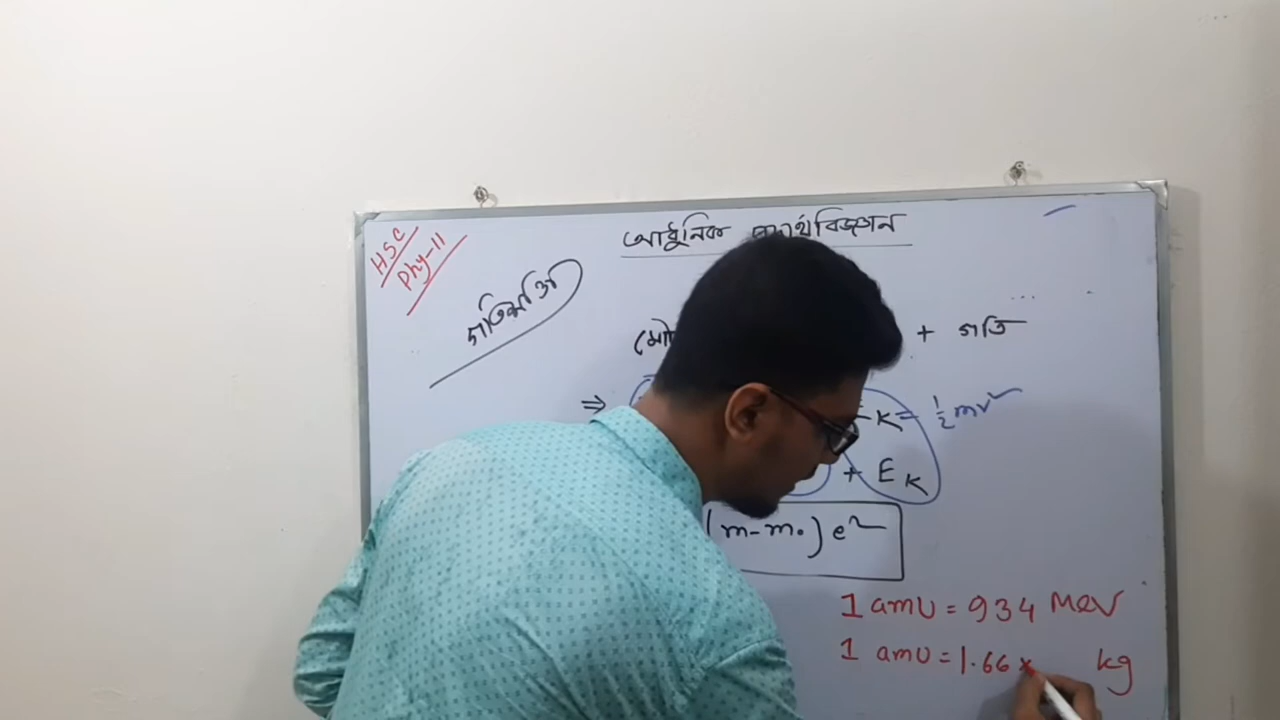 আধুনিক পদার্থবিজ্ঞান
HSC
Phy-II
গতিশক্তি
+ গতি
⇒
K = ½mv²
+ E K
(m-m₀) c²
1 amu = 934 MeV
1 amu = 1.66 × kg